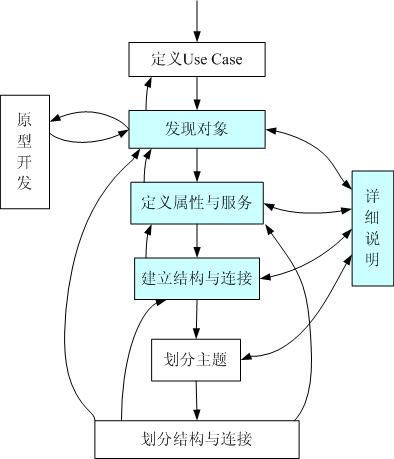 定义Use Case
原型开发
发现对象
定义属性与服务
详细说明
建立结构与连接
划分主题
划分结构与连接